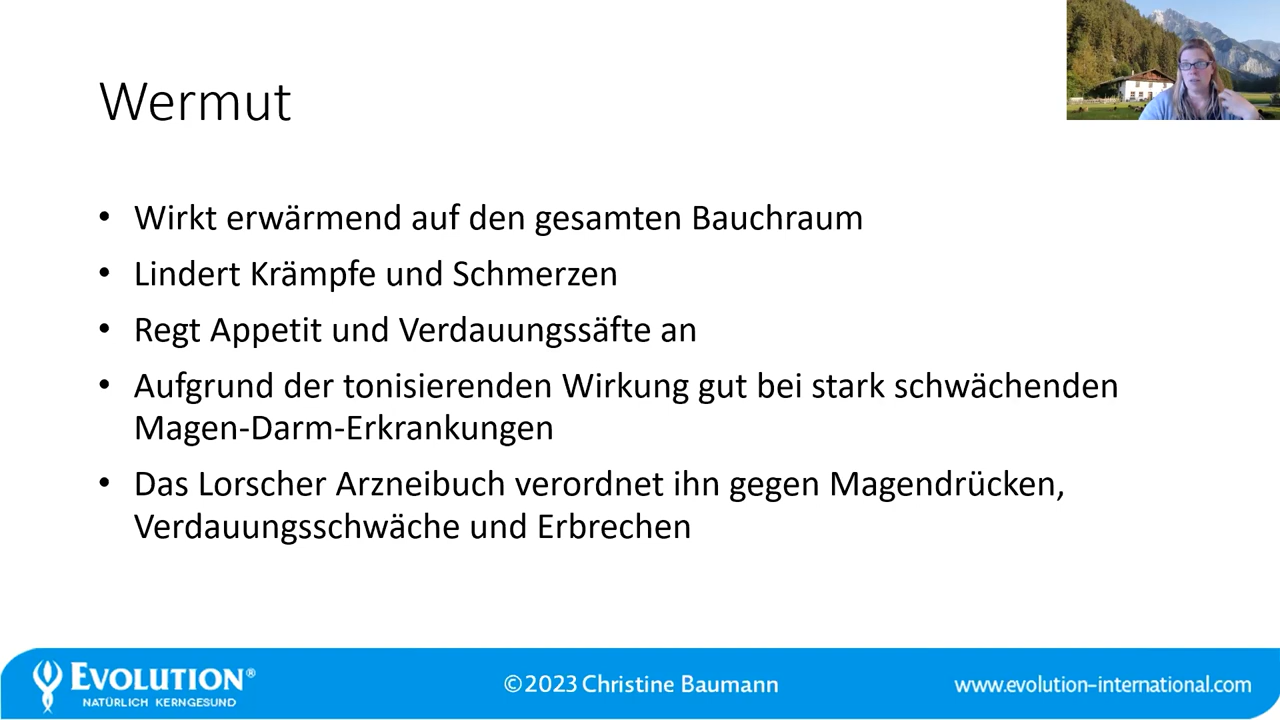 Wermut
• Wirkt erwärmend auf den gesamten Bauchraum
• Lindert Krämpfe und Schmerzen
• Regt Appetit und Verdauungssäfte an
• Aufgrund der tonisierenden Wirkung gut bei stark schwächenden
Magen-Darm-Erkrankungen
• Das Lorscher Arzneibuch verordnet ihn gegen Magendrücken,
Verdauungsschwäche und Erbrechen
EVOLUTION®
NATÜRLICH KERNGESUND
©2023 Christine Baumann
www.evolution-international.com